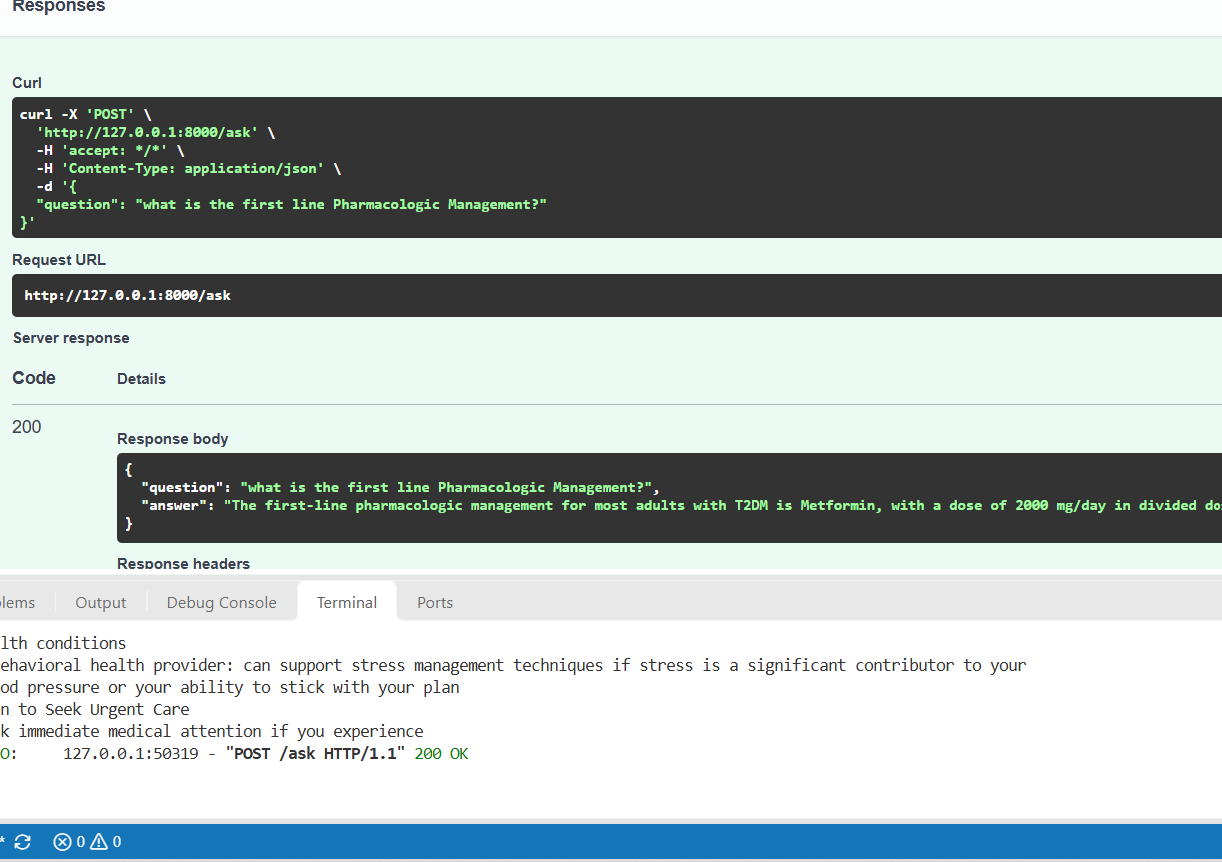 Responses
Curl
curl -X 'POST' \
  'http://127.0.0.1:8000/ask' \
  -H 'accept: */*' \
  -H 'Content-Type: application/json' \
  -d '{
  "question": "what is the first line Pharmacologic Management?"
}'
Request URL
http://127.0.0.1:8000/ask
Server response
Code Details
200
Response body
{
  "question": "what is the first line Pharmacologic Management?",
  "answer": "The first-line pharmacologic management for most adults with T2DM is Metformin, with a dose of 2000 mg/day in divided do
}
Response headers
lems Output Debug Console Terminal Ports
lth conditions
ehavioral health provider: can support stress management techniques if stress is a significant contributor to your
od pressure or your ability to stick with your plan
n to Seek Urgent Care
k immediate medical attention if you experience
O: 127.0.0.1:50319 - "POST /ask HTTP/1.1" 200 OK
* 0 0